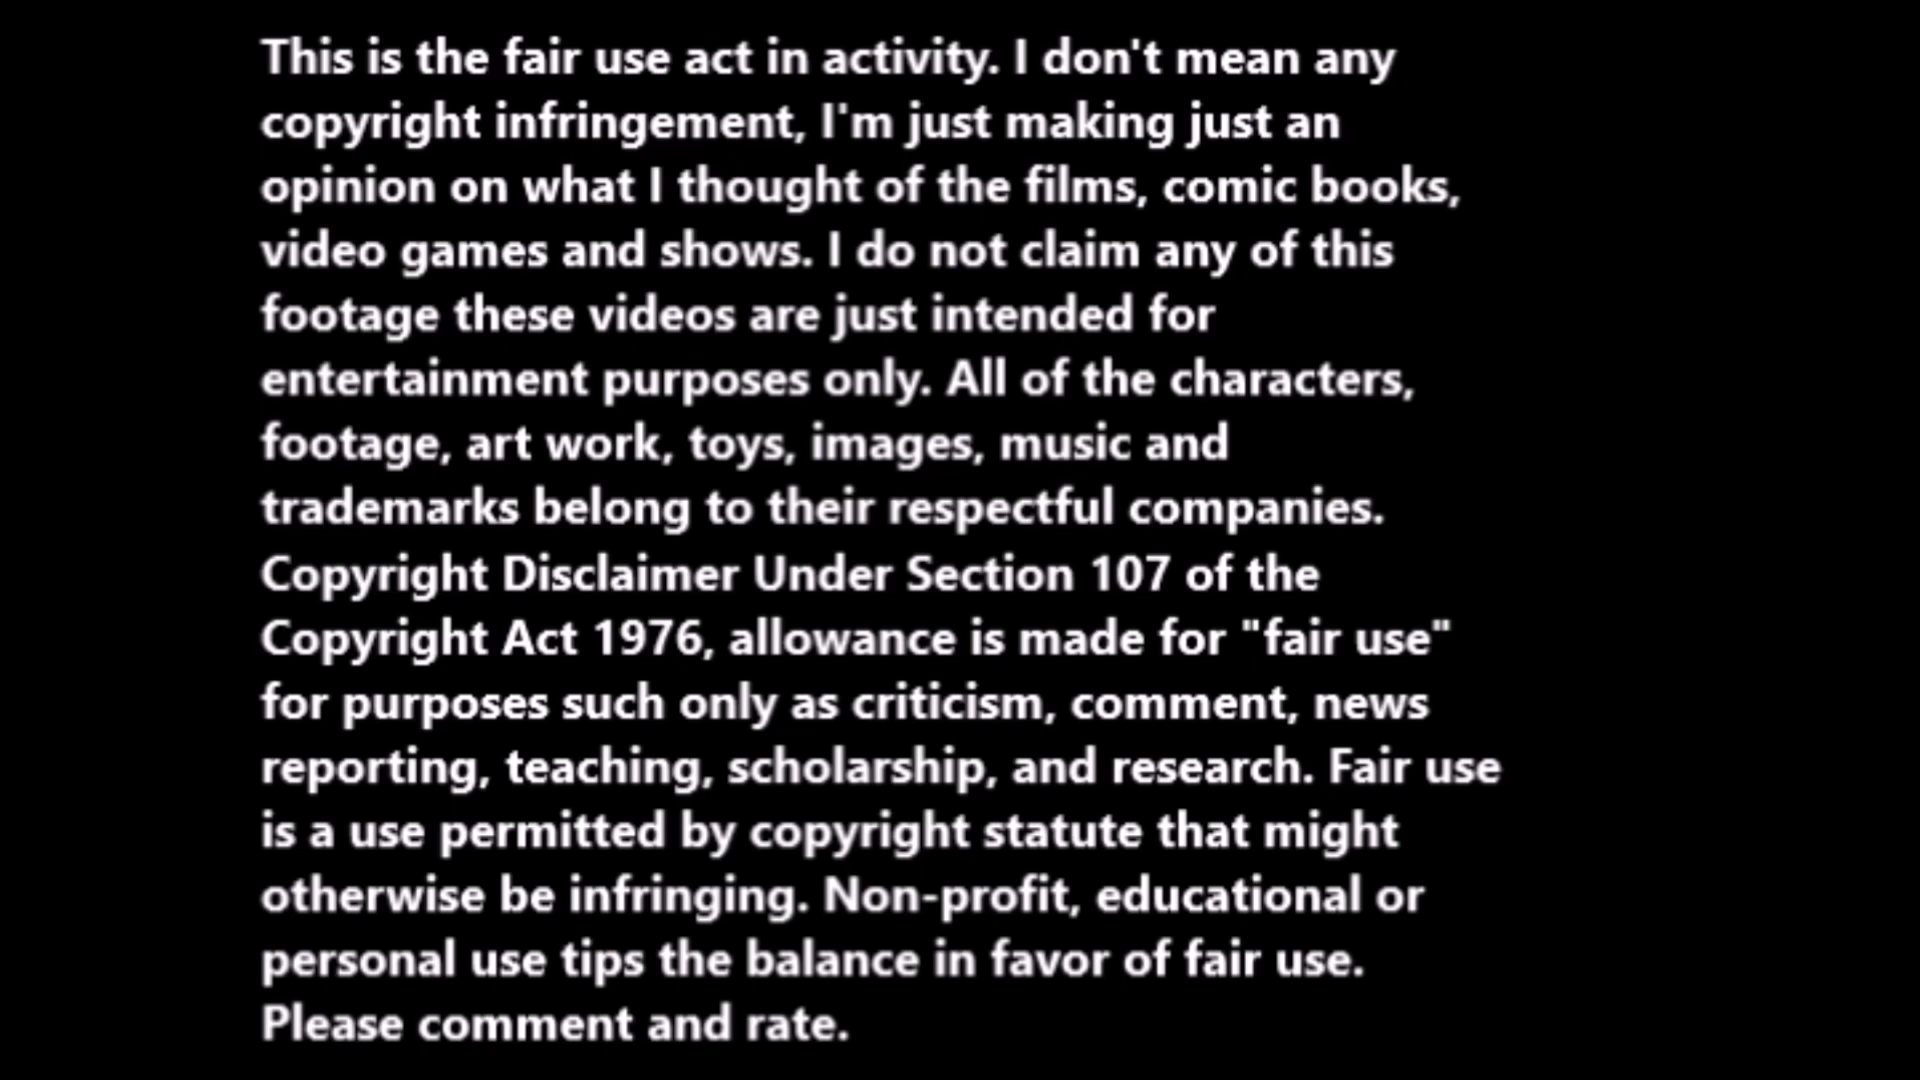 This is the fair use act in activity. I don't mean any
copyright infringement, I'm just making just an
opinion on what I thought of the films, comic books,
video games and shows. I do not claim any of this
footage these videos are just intended for
entertainment purposes only. All of the characters,
footage, art work, toys, images, music and
trademarks belong to their respectful companies.
Copyright Disclaimer Under Section 107 of the
Copyright Act 1976, allowance is made for "fair use"
for purposes such only as criticism, comment, news
reporting, teaching, scholarship, and research. Fair use
is a use permitted by copyright statute that might
otherwise be infringing. Non-profit, educational or
personal use tips the balance in favor of fair use.
Please comment and rate.